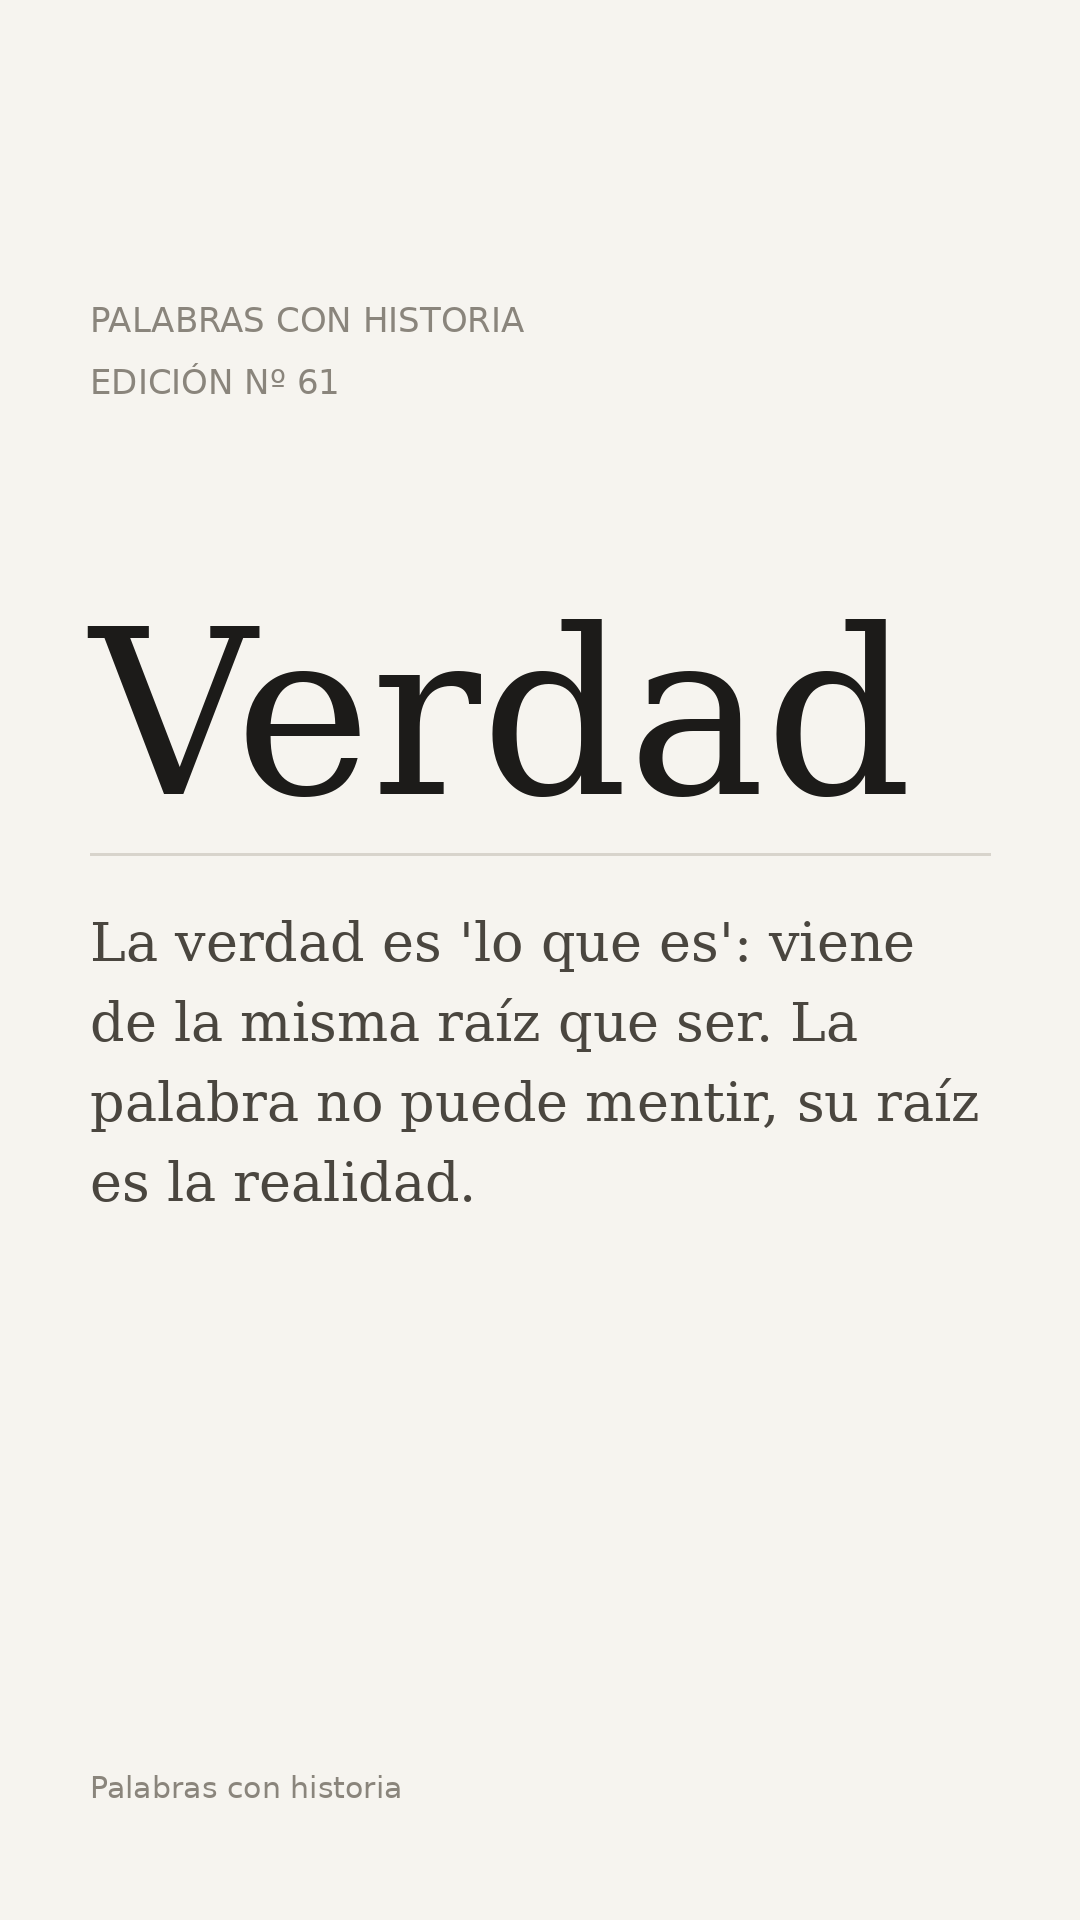 PALABRAS CON HISTORIA
EDICIÓN Nº 61
Verdad
La verdad es 'lo que es': viene
de la misma raíz que ser. La
palabra no puede mentir, su raíz
es la realidad.
Palabras con historia